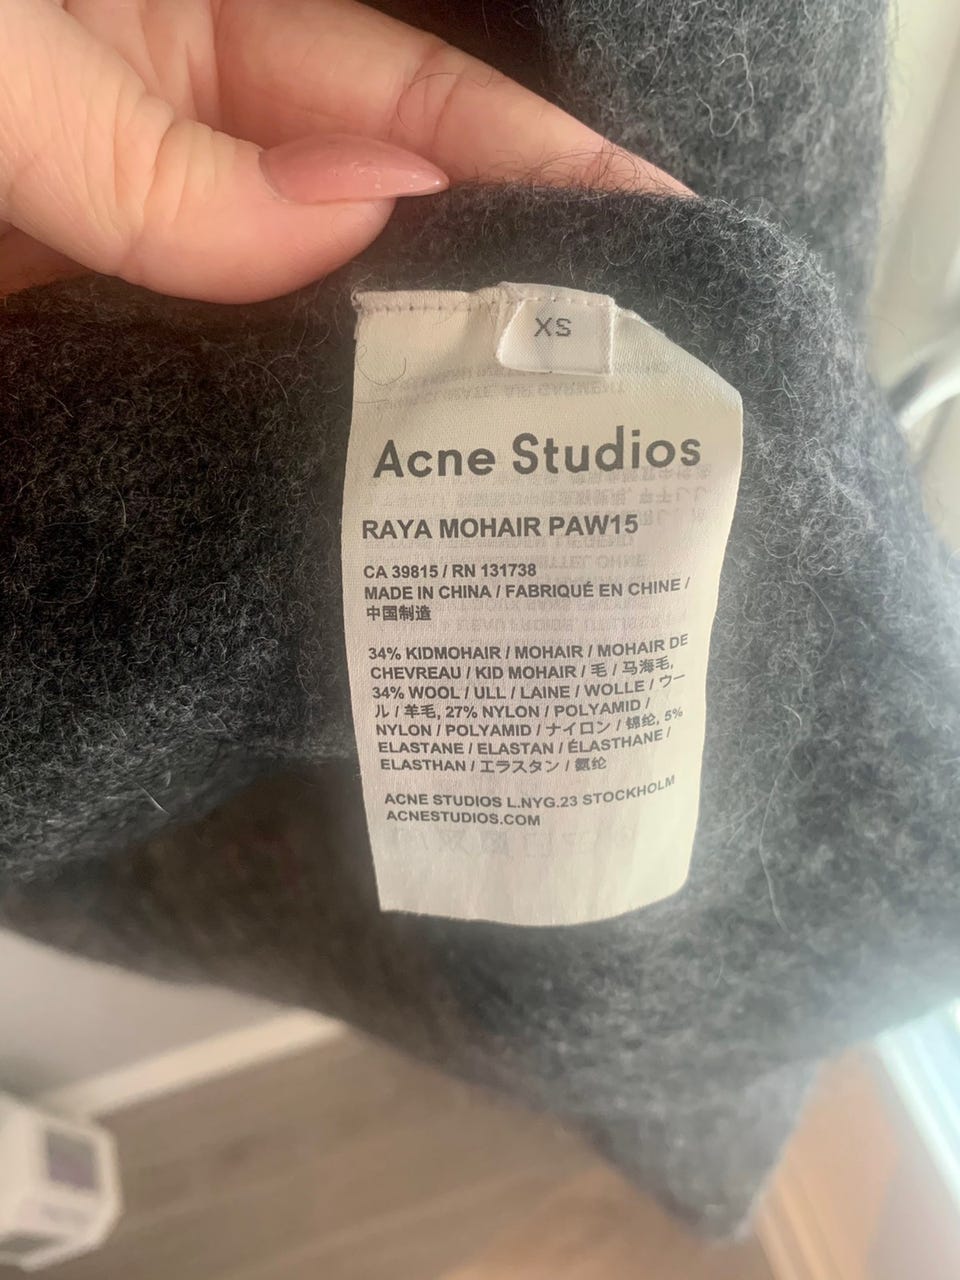 XS
Acne Studios
RAYA MOHAIR PAW15
CA 39815 / RN 131738
MADE IN CHINA / FABRIQUÉ EN CHINE /
中国制造
34% KIDMOHAIR / MOHAIR / MOHAIR DE
CHEVREAU / KID MOHAIR / 毛 / 马海毛,
34% WOOL / ULL / LAINE / WOLLE / ウー
ル / 羊毛, 27% NYLON / POLYAMID /
NYLON / POLYAMID / ナイロン / 锦纶, 5%
ELASTANE / ELASTAN / ÉLASTHANE /
ELASTHAN / エラスタン / 氨纶
ACNE STUDIOS L.NYG.23 STOCKHOLM
ACNESTUDIOS.COM